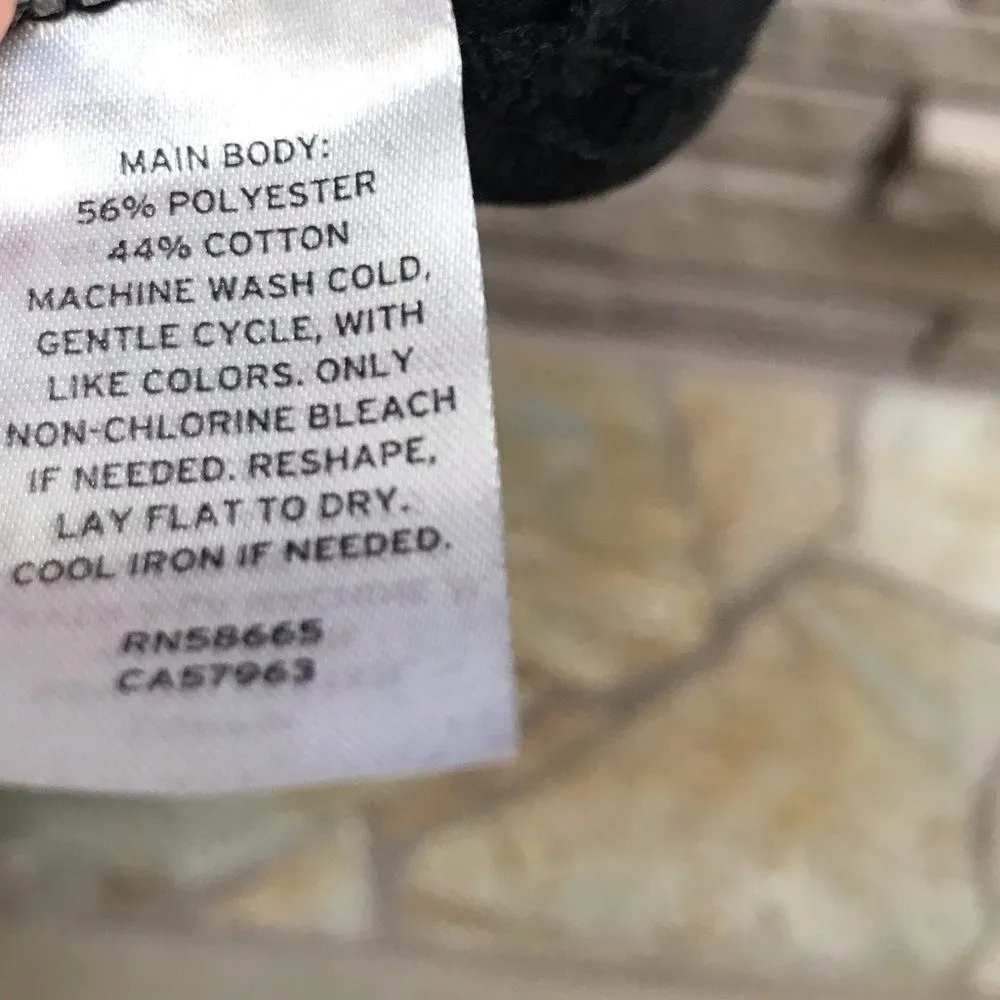 MAIN BODY:
56% POLYESTER
44% COTTON
MACHINE WASH COLD,
GENTLE CYCLE, WITH
LIKE COLORS. ONLY
NON-CHLORINE BLEACH
IF NEEDED. RESHAPE,
LAY FLAT TO DRY.
COOL IRON IF NEEDED.
RN58665
CA57963